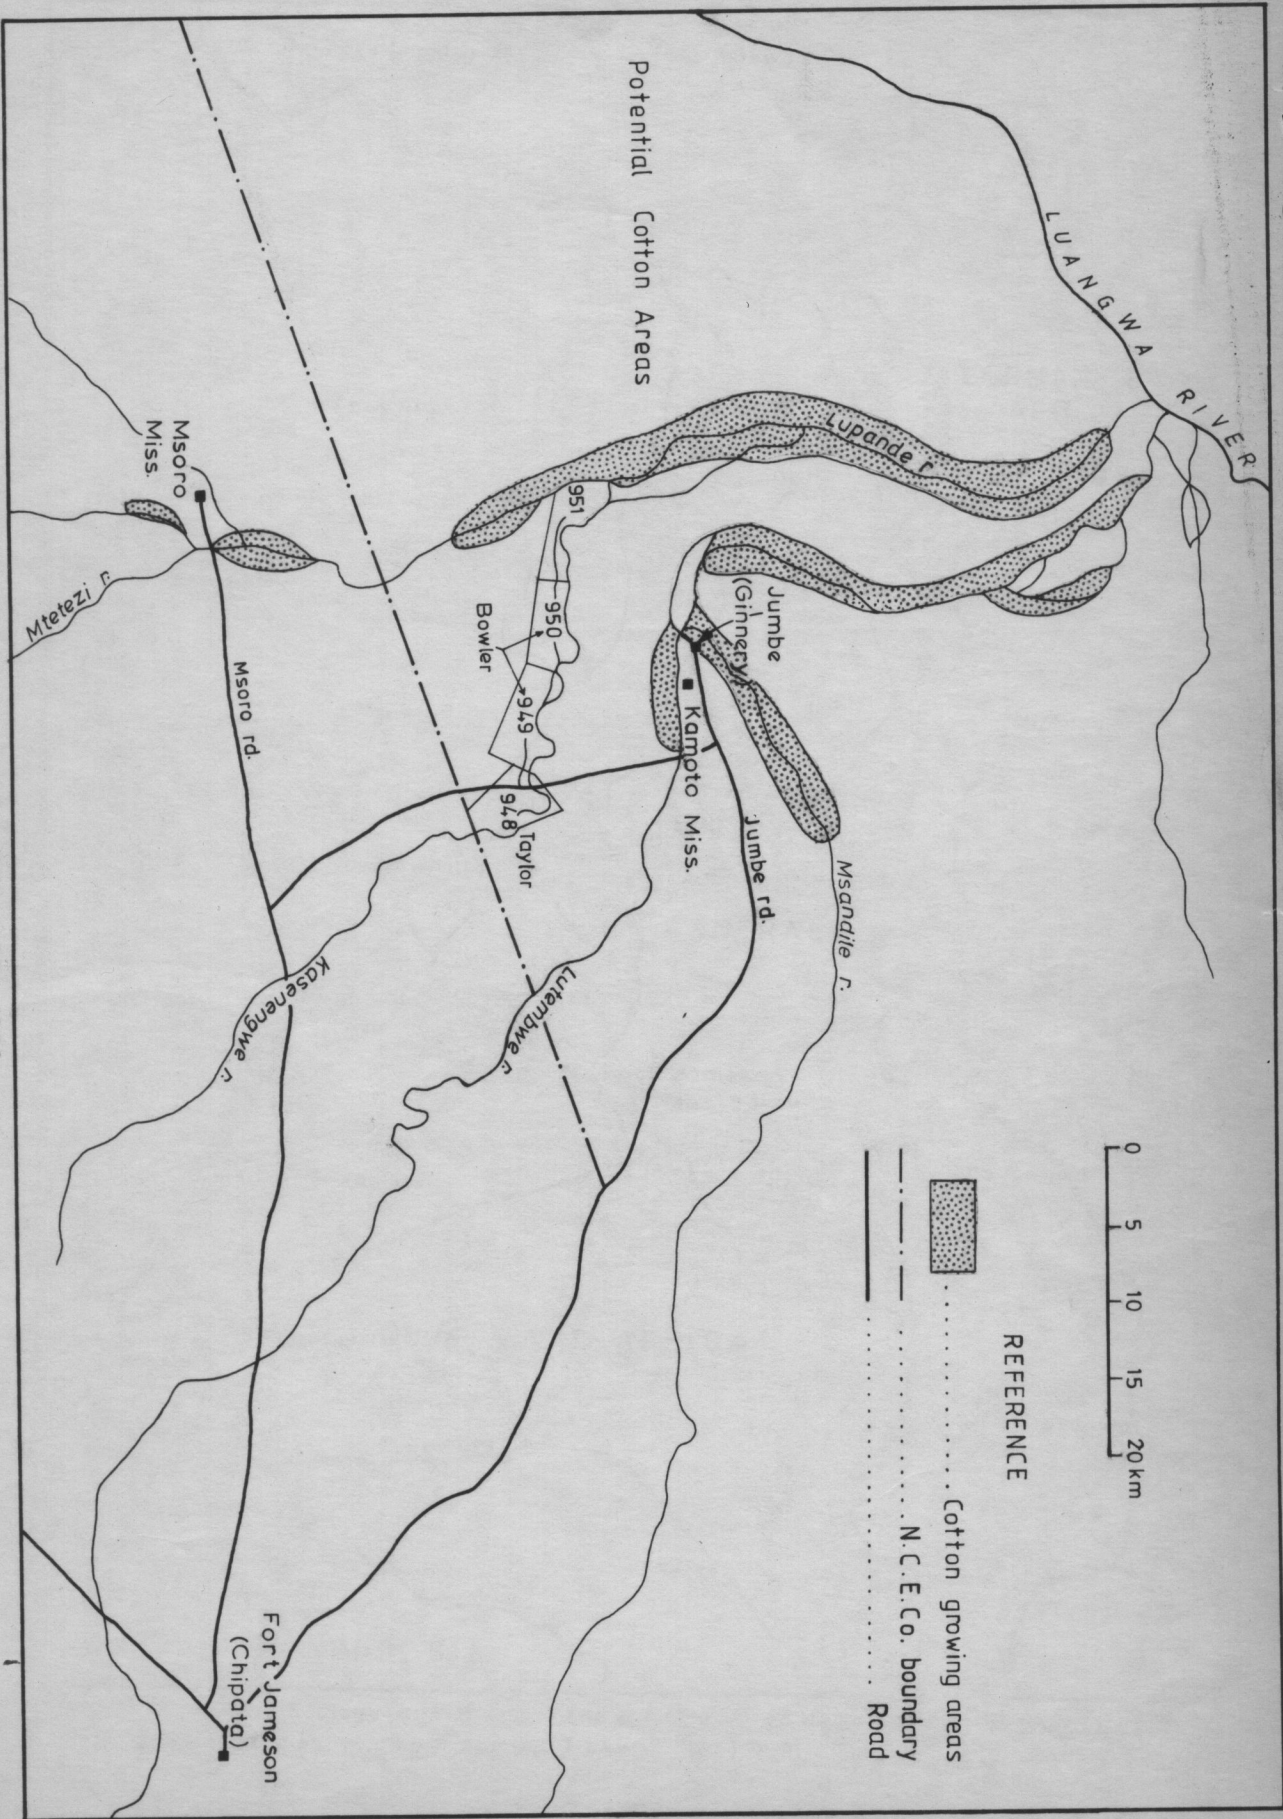 LUANGWA RIVER
Potential Cotton Areas
Lupande r
Jumbe
(Ginnery)
Kamoto Miss.
Jumbe rd.
Msandile r.
951
950
949
948
Bowler
Taylor
Lutembwe r.
Msoro
Miss.
Mtetezi r.
Msoro rd.
Kasenengwe r.
Fort Jameson
(Chipata)
0 5 10 15 20 km
REFERENCE
Cotton growing areas
N.C.E.Co. boundary
Road